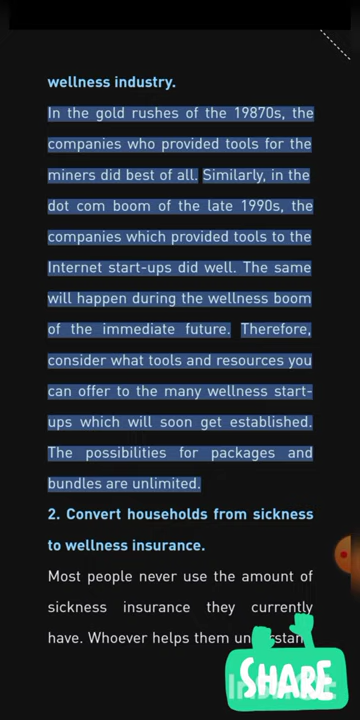 wellness industry.
In the gold rushes of the 19870s, the
companies who provided tools for the
miners did best of all. Similarly, in the
dot com boom of the late 1990s, the
companies which provided tools to the
Internet start-ups did well. The same
will happen during the wellness boom
of the immediate future. Therefore,
consider what tools and resources you
can offer to the many wellness start-
ups which will soon get established.
The possibilities for packages and
bundles are unlimited.
2. Convert households from sickness
to wellness insurance.
Most people never use the amount of
sickness insurance they currently
have. Whoever helps them
SHARE